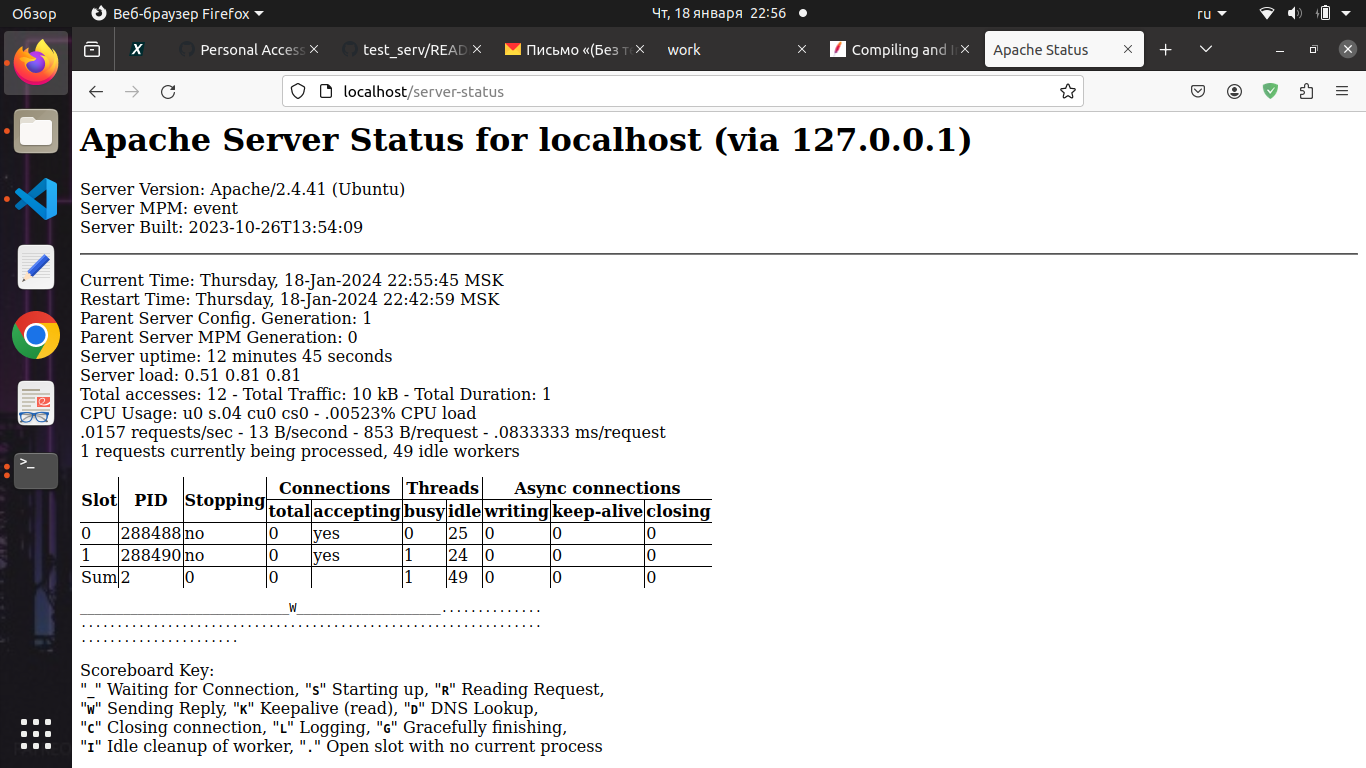 Обзор Веб-браузер Firefox Чт, 18 января 22:56 ru
Personal Access test_serv/READ Письмо «(Без т work Compiling and I Apache Status
localhost/server-status
Apache Server Status for localhost (via 127.0.0.1)
Server Version: Apache/2.4.41 (Ubuntu)
Server MPM: event
Server Built: 2023-10-26T13:54:09
Current Time: Thursday, 18-Jan-2024 22:55:45 MSK
Restart Time: Thursday, 18-Jan-2024 22:42:59 MSK
Parent Server Config. Generation: 1
Parent Server MPM Generation: 0
Server uptime: 12 minutes 45 seconds
Server load: 0.51 0.81 0.81
Total accesses: 12 - Total Traffic: 10 kB - Total Duration: 1
CPU Usage: u0 s.04 cu0 cs0 - .00523% CPU load
.0157 requests/sec - 13 B/second - 853 B/request - .0833333 ms/request
1 requests currently being processed, 49 idle workers
Slot PID Stopping Connections Threads Async connections
total accepting busy idle writing keep-alive closing
0 288488 no 0 yes 0 25 0 0 0
1 288490 no 0 yes 1 24 0 0 0
Sum 2 0 0 1 49 0 0 0
_____________________________W____________________..............
................................................................
......................
Scoreboard Key:
"_" Waiting for Connection, "S" Starting up, "R" Reading Request,
"W" Sending Reply, "K" Keepalive (read), "D" DNS Lookup,
"C" Closing connection, "L" Logging, "G" Gracefully finishing,
"I" Idle cleanup of worker, "." Open slot with no current process